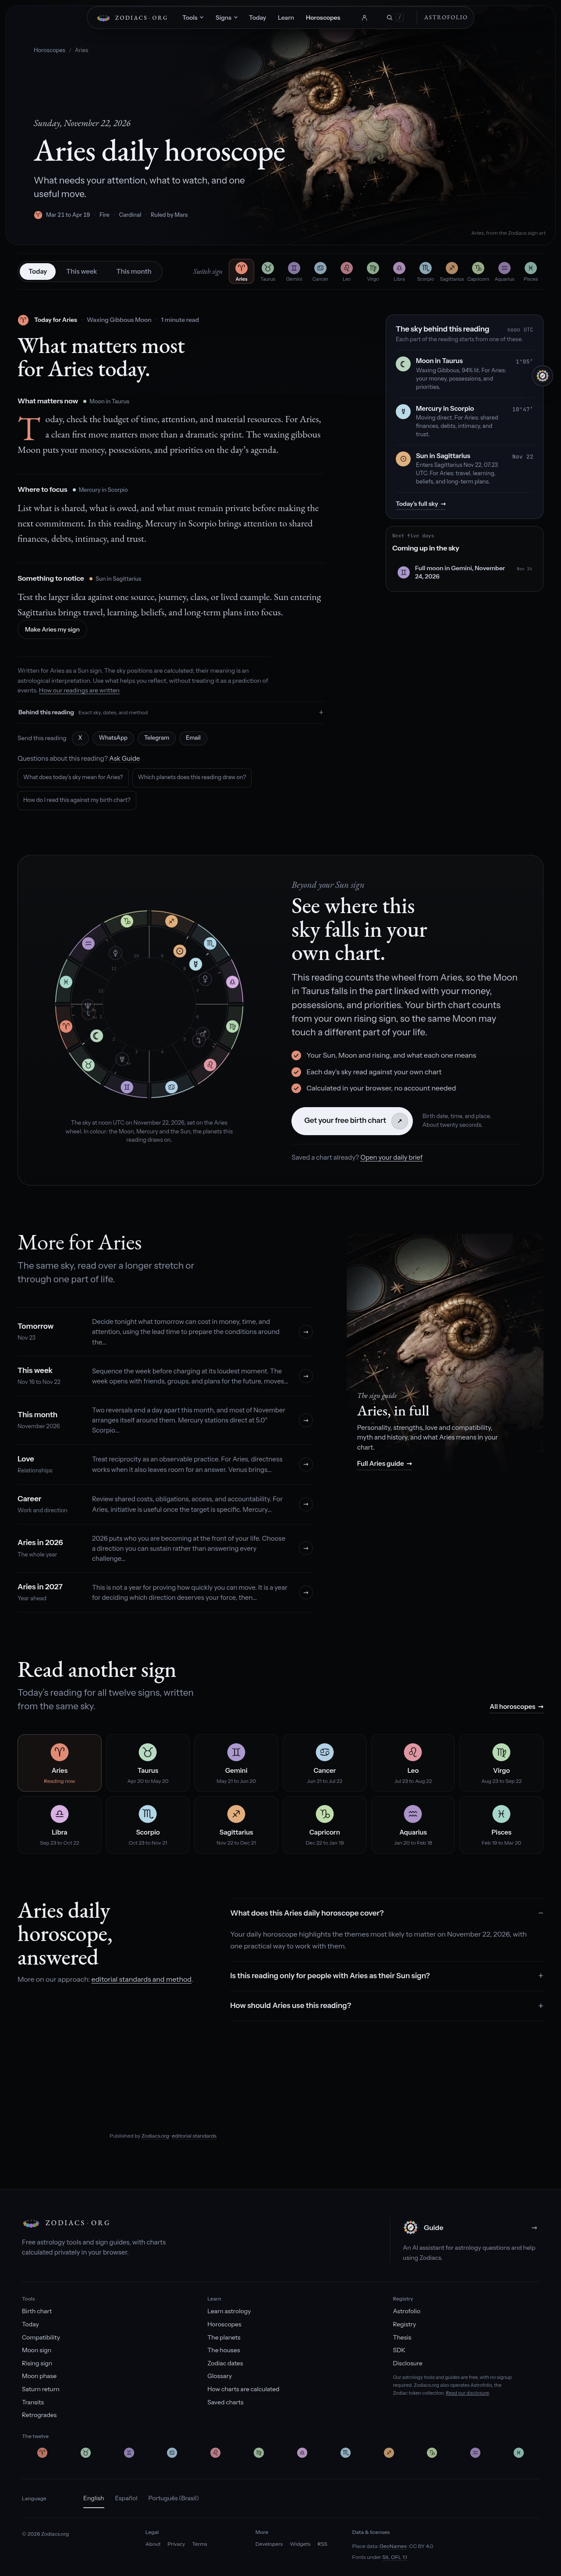 ZODIACS·ORG
Tools
Signs
Today
Learn
Horoscopes
/
ASTROFOLIO
Horoscopes / Aries
Sunday, November 22, 2026
Aries daily horoscope
What needs your attention, what to watch, and one
useful move.
Mar 21 to Apr 19 · Fire · Cardinal · Ruled by Mars
Aries, from the Zodiacs sign art
Today
This week
This month
Switch sign
Aries
Taurus
Gemini
Cancer
Leo
Virgo
Libra
Scorpio
Sagittarius
Capricorn
Aquarius
Pisces
Today for Aries · Waxing Gibbous Moon · 1 minute read
What matters most
for Aries today.
What matters now
Moon in Taurus
Today, check the budget of time, attention, and material resources. For Aries,
a clean first move matters more than a dramatic sprint. The waxing gibbous
Moon puts your money, possessions, and priorities on the day's agenda.
Where to focus
Mercury in Scorpio
List what is shared, what is owed, and what must remain private before making the
next commitment. In this reading, Mercury in Scorpio brings attention to shared
finances, debts, intimacy, and trust.
Something to notice
Sun in Sagittarius
Test the larger idea against one source, journey, class, or lived example. Sun entering
Sagittarius brings travel, learning, beliefs, and long-term plans into focus.
Make Aries my sign
Written for Aries as a Sun sign. The sky positions are calculated; their meaning is an
astrological interpretation. Use what helps you reflect, without treating it as a prediction of
events. How our readings are written
Behind this reading Exact sky, dates, and method +
Send this reading
X
WhatsApp
Telegram
Email
Questions about this reading? Ask Guide
What does today's sky mean for Aries?
Which planets does this reading draw on?
How do I read this against my birth chart?
The sky behind this reading
noon UTC
Each part of the reading starts from one of these.
Moon in Taurus
1°05'
Waxing Gibbous, 94% lit. For Aries:
your money, possessions, and
priorities.
Mercury in Scorpio
10°47'
Moving direct. For Aries: shared
finances, debts, intimacy, and
trust.
Sun in Sagittarius
Nov 22
Enters Sagittarius Nov 22, 07:23
UTC. For Aries: travel, learning,
beliefs, and long-term plans.
Today's full sky →
Next five days
Coming up in the sky
Full moon in Gemini, November
24, 2026
Nov 24
The sky at noon UTC on November 22, 2026, set on the Aries
wheel. In colour: the Moon, Mercury and the Sun, the planets this
reading draws on.
Beyond your Sun sign
See where this
sky falls in your
own chart.
This reading counts the wheel from Aries, so the Moon
in Taurus falls in the part linked with your money,
possessions, and priorities. Your birth chart counts
from your own rising sign, so the same Moon may
touch a different part of your life.
Your Sun, Moon and rising, and what each one means
Each day's sky read against your own chart
Calculated in your browser, no account needed
Get your free birth chart ↗
Birth date, time, and place.
About twenty seconds.
Saved a chart already? Open your daily brief
More for Aries
The same sky, read over a longer stretch or
through one part of life.
Tomorrow
Nov 23
Decide tonight what tomorrow can cost in money, time, and
attention, using the lead time to prepare the conditions around
the...
→
This week
Nov 16 to Nov 22
Sequence the week before charging at its loudest moment. The
week opens with friends, groups, and plans for the future, moves...
→
This month
November 2026
Two reversals end a day apart this month, and most of November
arranges itself around them. Mercury stations direct at 5.0°
Scorpio...
→
Love
Relationships
Treat reciprocity as an observable practice. For Aries, directness
works when it also leaves room for an answer. Venus brings...
→
Career
Work and direction
Review shared costs, obligations, access, and accountability. For
Aries, initiative is useful once the target is specific. Mercury...
→
Aries in 2026
The whole year
2026 puts who you are becoming at the front of your life. Choose
a direction you can sustain rather than answering every
challenge...
→
Aries in 2027
Year ahead
This is not a year for proving how quickly you can move. It is a year
for deciding which direction deserves your force, then...
→
The sign guide
Aries, in full
Personality, strengths, love and compatibility,
myth and history, and what Aries means in your
chart.
Full Aries guide →
Read another sign
Today's reading for all twelve signs, written
from the same sky.
All horoscopes →
Aries
Reading now
Taurus
Apr 20 to May 20
Gemini
May 21 to Jun 20
Cancer
Jun 21 to Jul 22
Leo
Jul 23 to Aug 22
Virgo
Aug 23 to Sep 22
Libra
Sep 23 to Oct 22
Scorpio
Oct 23 to Nov 21
Sagittarius
Nov 22 to Dec 21
Capricorn
Dec 22 to Jan 19
Aquarius
Jan 20 to Feb 18
Pisces
Feb 19 to Mar 20
Aries daily
horoscope,
answered
More on our approach: editorial standards and method.
What does this Aries daily horoscope cover? −
Your daily horoscope highlights the themes most likely to matter on November 22, 2026, with
one practical way to work with them.
Is this reading only for people with Aries as their Sun sign? +
How should Aries use this reading? +
Published by Zodiacs.org · editorial standards
ZODIACS·ORG
Free astrology tools and sign guides, with charts
calculated privately in your browser.
Guide →
An AI assistant for astrology questions and help
using Zodiacs.
Tools
Birth chart
Today
Compatibility
Moon sign
Rising sign
Moon phase
Saturn return
Transits
Retrogrades
Learn
Learn astrology
Horoscopes
The planets
The houses
Zodiac dates
Glossary
How charts are calculated
Saved charts
Registry
Astrofolio
Registry
Thesis
SDK
Disclosure
Our astrology tools and guides are free, with no signup
required. Zodiacs.org also operates Astrofolio, the
Zodiac token collection. Read our disclosure.
The twelve
Language
English
Español
Português (Brasil)
© 2026 Zodiacs.org
Legal
About
Privacy
Terms
More
Developers
Widgets
RSS
Data & licenses
Place data: GeoNames · CC BY 4.0
Fonts under SIL OFL 1.1